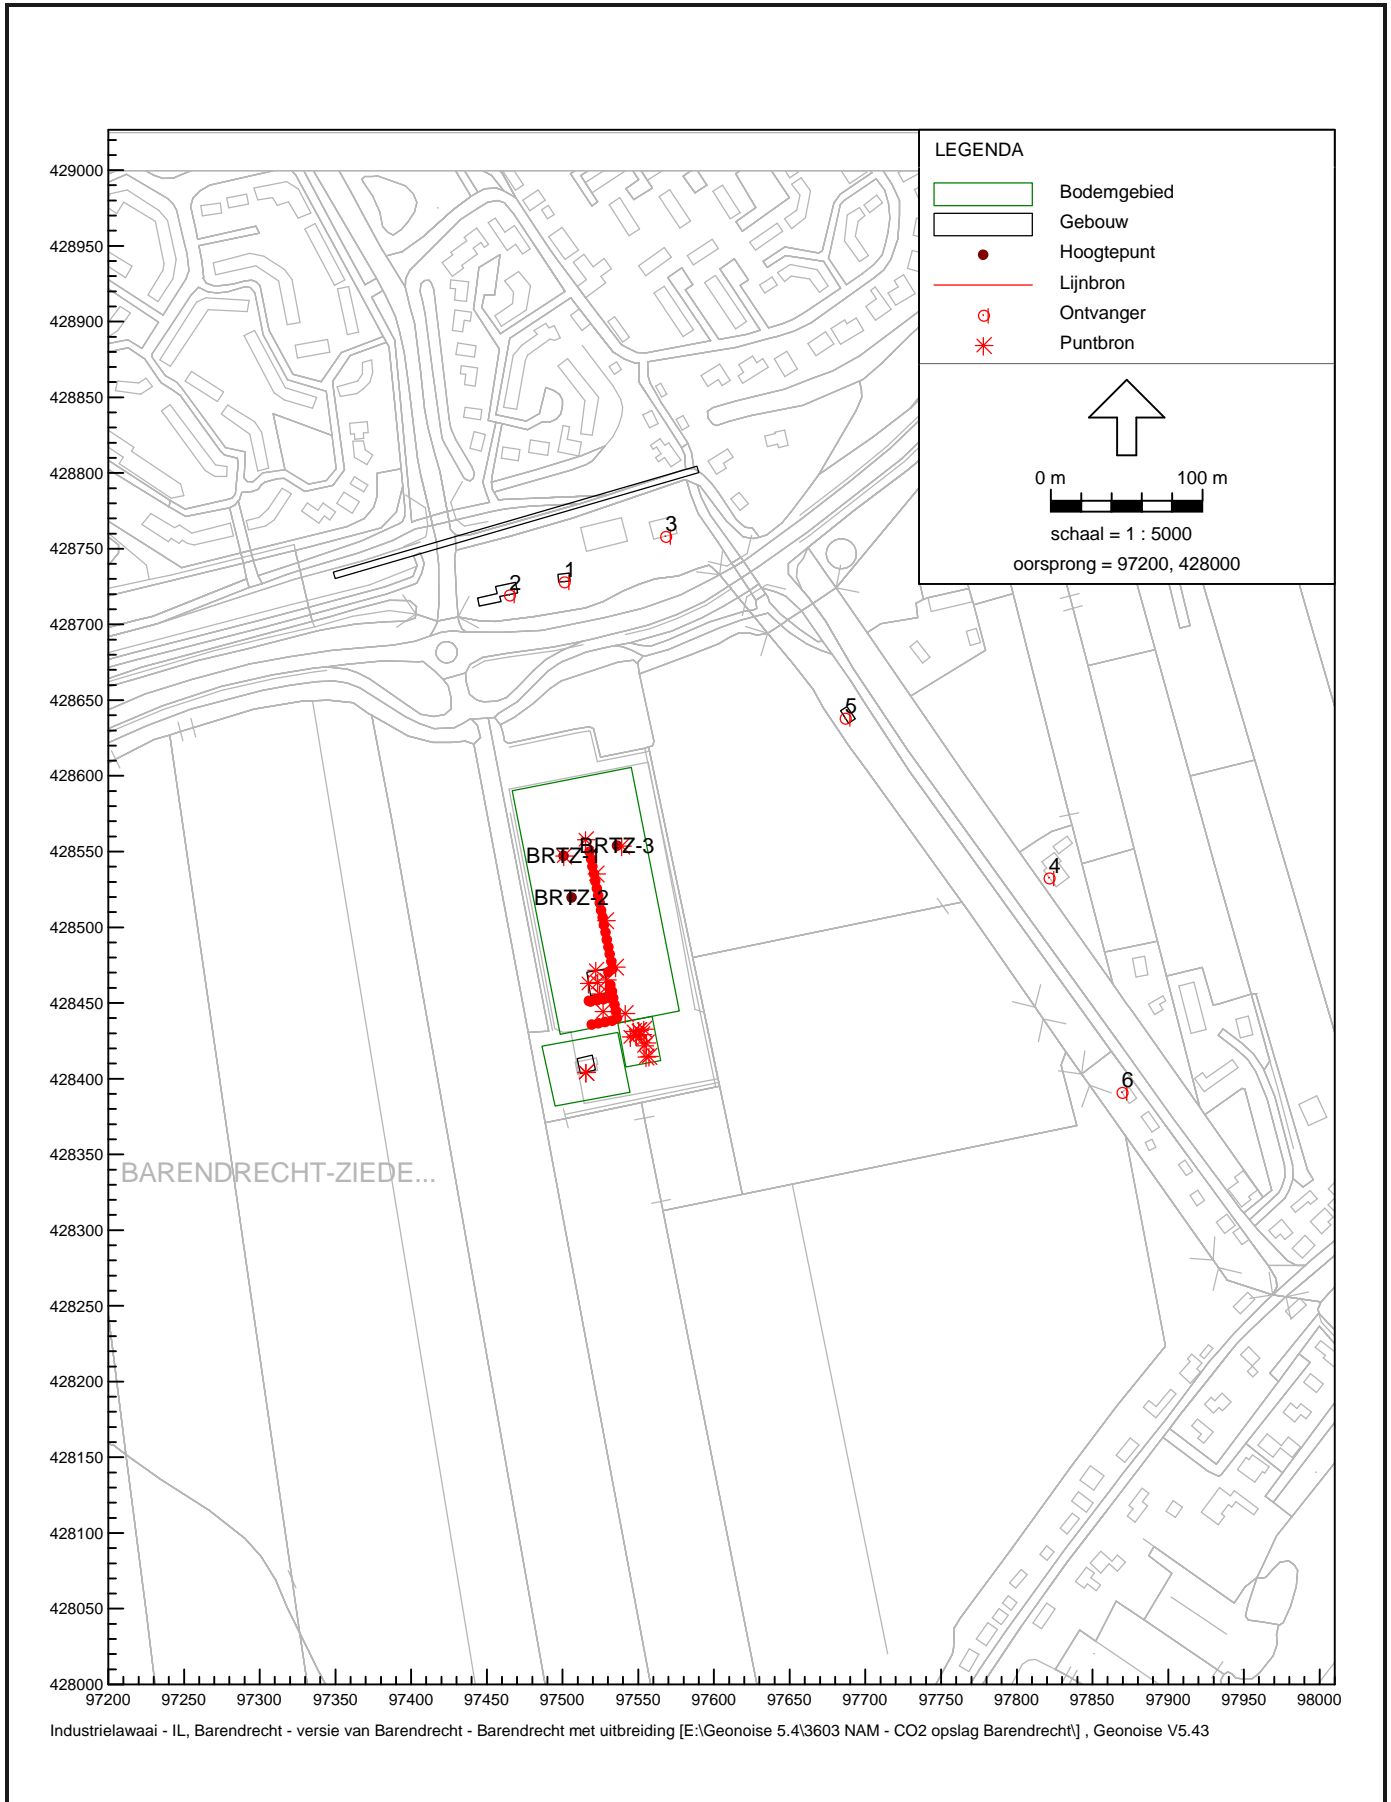 LEGENDA
Bodemgebied
Gebouw
Hoogtepunt
Lijnbron
Ontvanger
Puntbron
0 m 100 m
schaal = 1 : 5000
oorsprong = 97200, 428000
429000
428950
428900
428850
428800
428750
428700
428650
428600
428550
428500
428450
428400
428350
428300
428250
428200
428150
428100
428050
428000
3
1
2
5
BRTZ-3
BRTZ-1
4
BRTZ-2
6
BARENDRECHT-ZIEDE...
97200 97250 97300 97350 97400 97450 97500 97550 97600 97650 97700 97750 97800 97850 97900 97950 98000
Industrielawaai - IL, Barendrecht - versie van Barendrecht - Barendrecht met uitbreiding [E:\Geonoise 5.4\3603 NAM - CO2 opslag Barendrecht\] , Geonoise V5.43